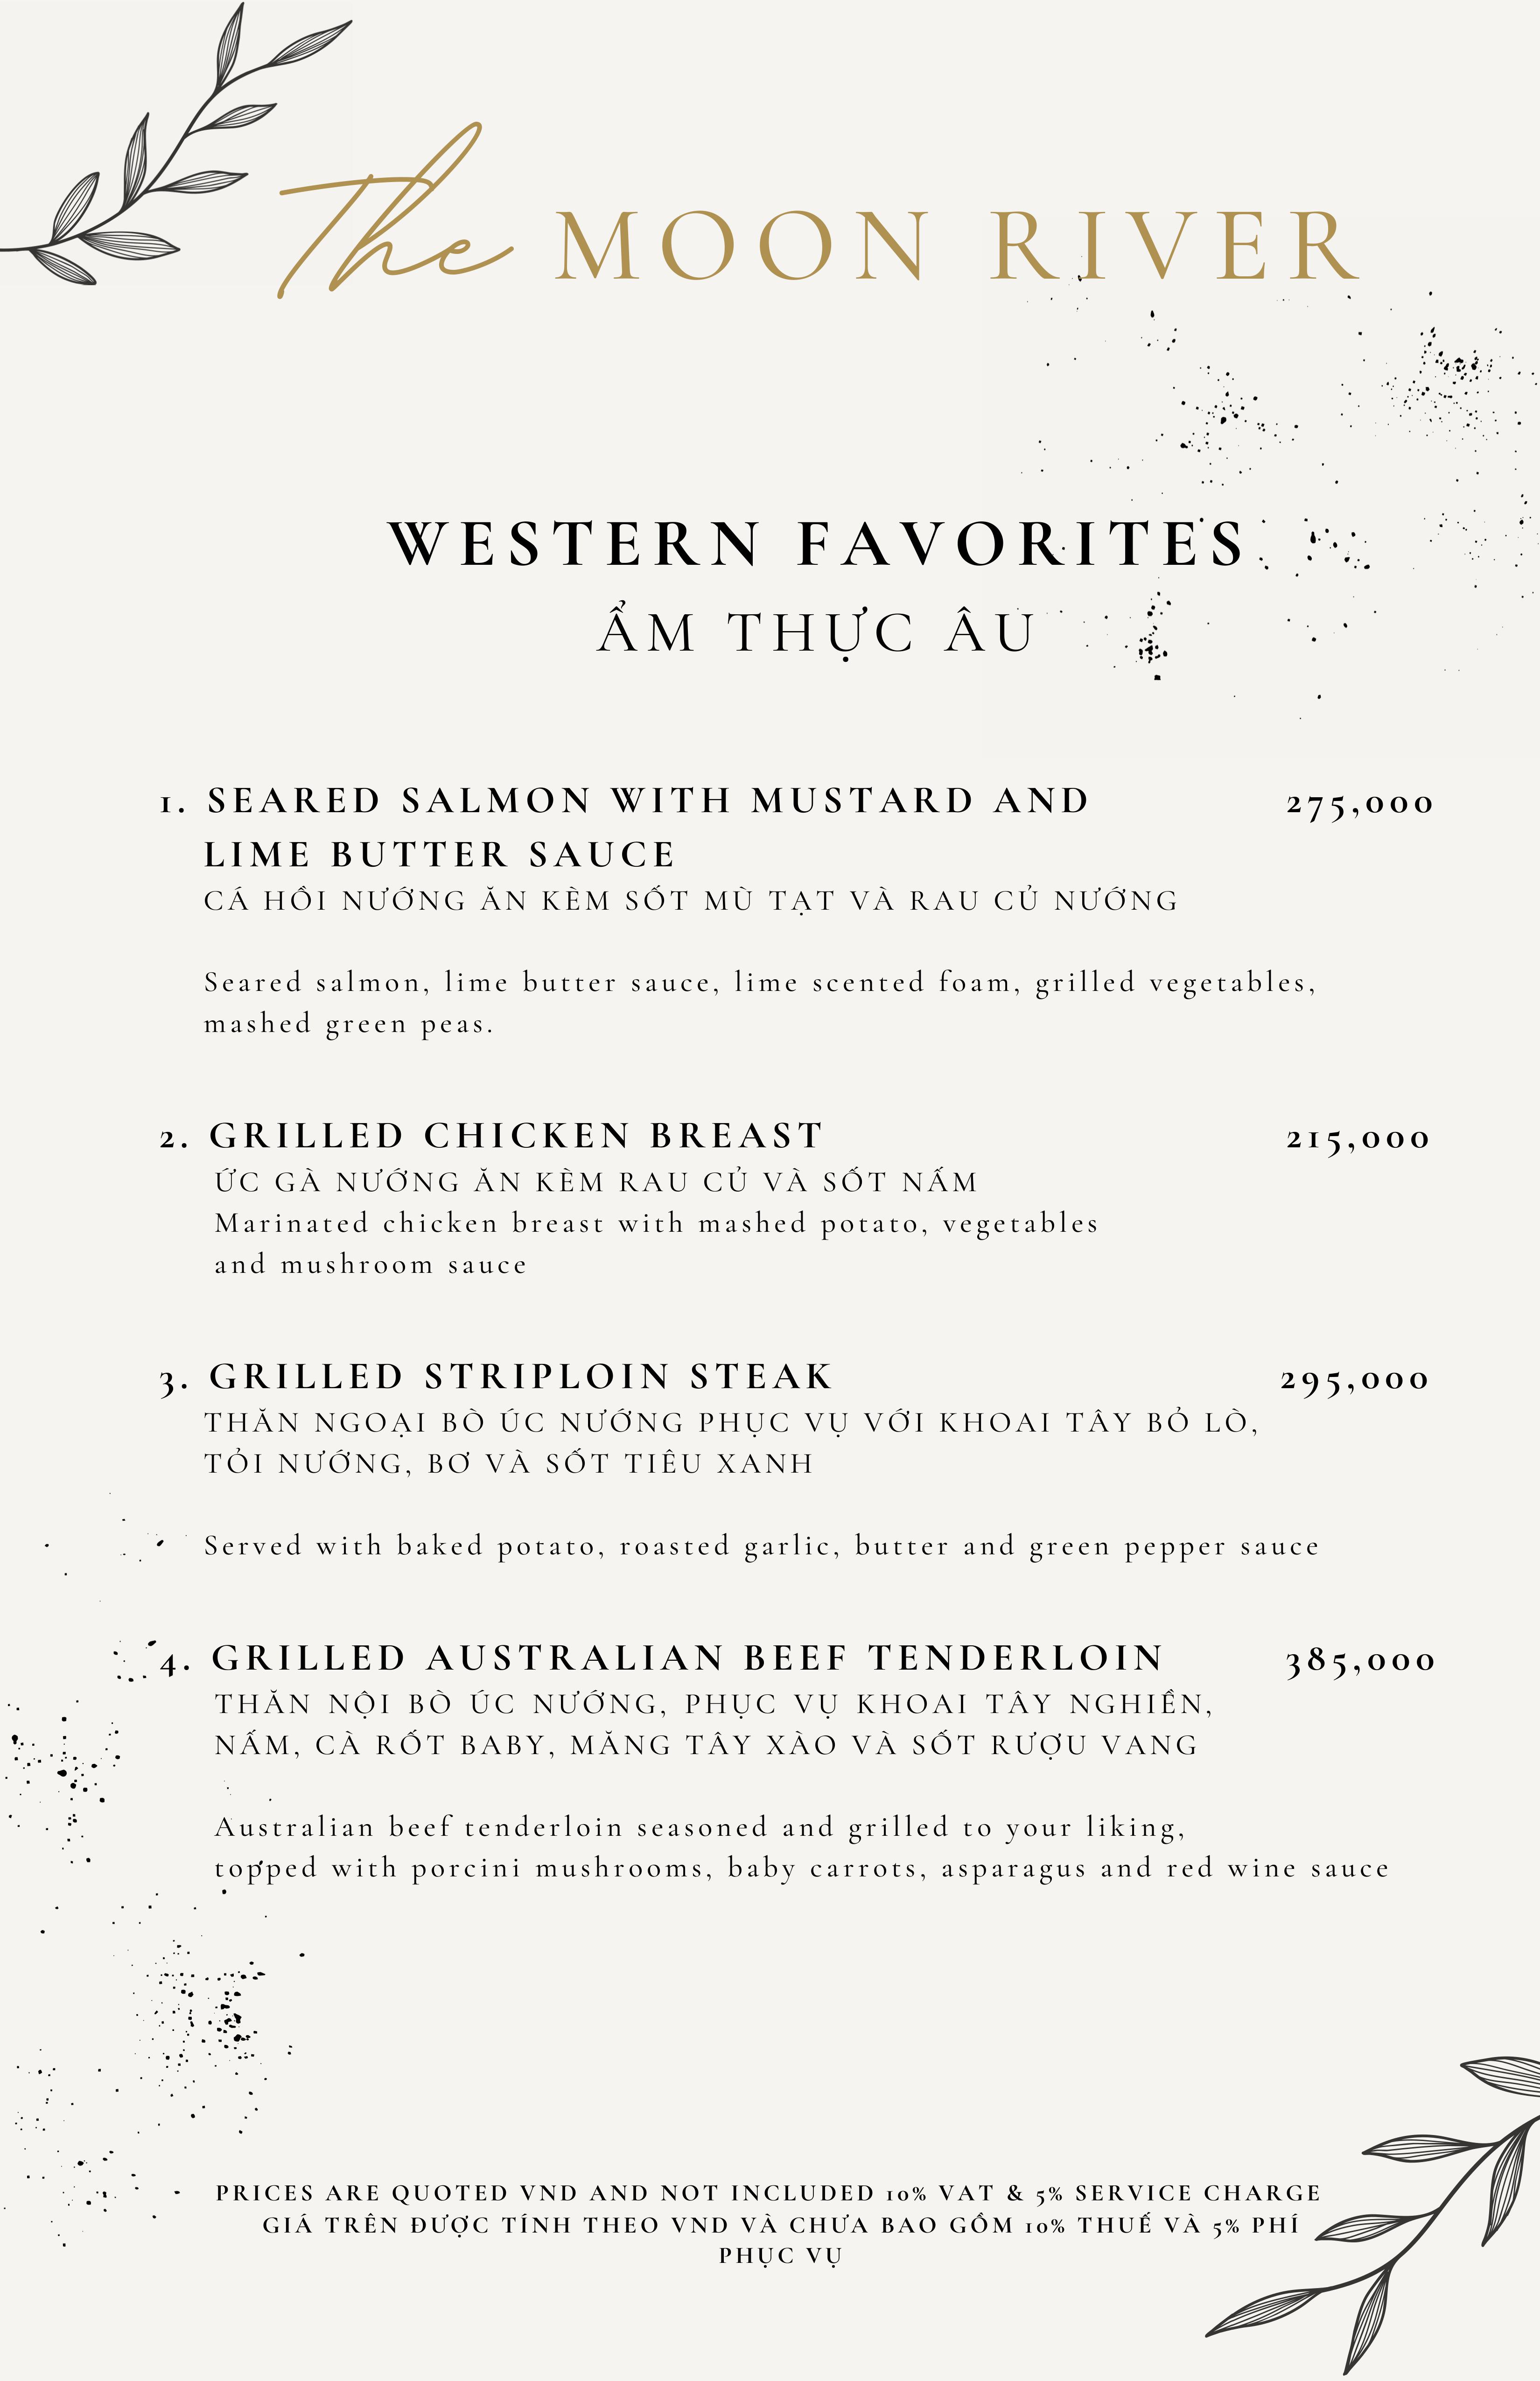 The MOON RIVER
WESTERN FAVORITES
ẨM THỰC ÂU
1. SEARED SALMON WITH MUSTARD AND 275,000
LIME BUTTER SAUCE
CÁ HỒI NƯỚNG ĂN KÈM SỐT MÙ TẠT VÀ RAU CỦ NƯỚNG
Seared salmon, lime butter sauce, lime scented foam, grilled vegetables,
mashed green peas.
2. GRILLED CHICKEN BREAST 215,000
ỨC GÀ NƯỚNG ĂN KÈM RAU CỦ VÀ SỐT NẤM
Marinated chicken breast with mashed potato, vegetables
and mushroom sauce
3. GRILLED STRIPLOIN STEAK 295,000
THĂN NGOẠI BÒ ÚC NƯỚNG PHỤC VỤ VỚI KHOAI TÂY BỎ LÒ,
TỎI NƯỚNG, BƠ VÀ SỐT TIÊU XANH
Served with baked potato, roasted garlic, butter and green pepper sauce
4. GRILLED AUSTRALIAN BEEF TENDERLOIN 385,000
THĂN NỘI BÒ ÚC NƯỚNG, PHỤC VỤ KHOAI TÂY NGHIỀN,
NẤM, CÀ RỐT BABY, MĂNG TÂY XÀO VÀ SỐT RƯỢU VANG
Australian beef tenderloin seasoned and grilled to your liking,
topped with porcini mushrooms, baby carrots, asparagus and red wine sauce
PRICES ARE QUOTED VND AND NOT INCLUDED 10% VAT & 5% SERVICE CHARGE
GIÁ TRÊN ĐƯỢC TÍNH THEO VND VÀ CHƯA BAO GỒM 10% THUẾ VÀ 5% PHÍ
PHỤC VỤ